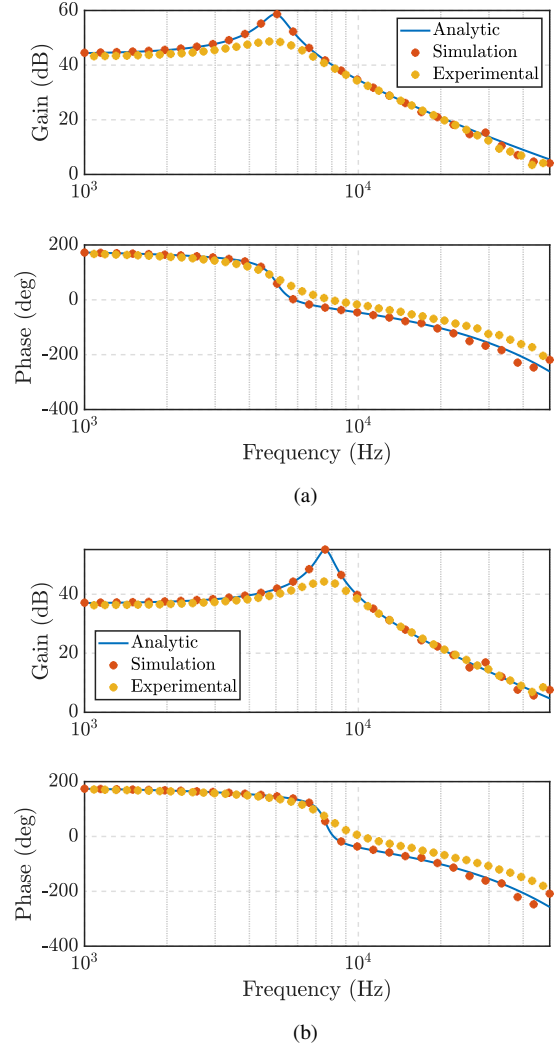 60
40
20
0
Gain (dB)
Analytic
Simulation
Experimental
10^3
10^4
200
0
-200
-400
Phase (deg)
10^3
10^4
Frequency (Hz)
(a)
40
20
0
Gain (dB)
Analytic
Simulation
Experimental
10^3
10^4
200
0
-200
-400
Phase (deg)
10^3
10^4
Frequency (Hz)
(b)